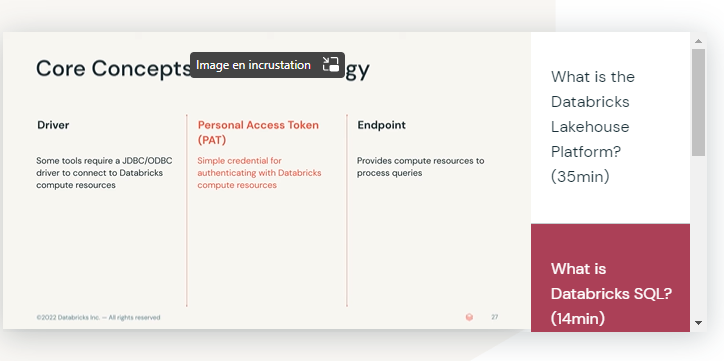 Core Concepts
gy
Image en incrustation
Driver
Some tools require a JDBC/ODBC
driver to connect to Databricks
compute resources
Personal Access Token
(PAT)
Simple credential for
authenticating with Databricks
compute resources
Endpoint
Provides compute resources to
process queries
©2022 Databricks Inc. — All rights reserved
27
What is the
Databricks
Lakehouse
Platform?
(35min)
What is
Databricks SQL?
(14min)